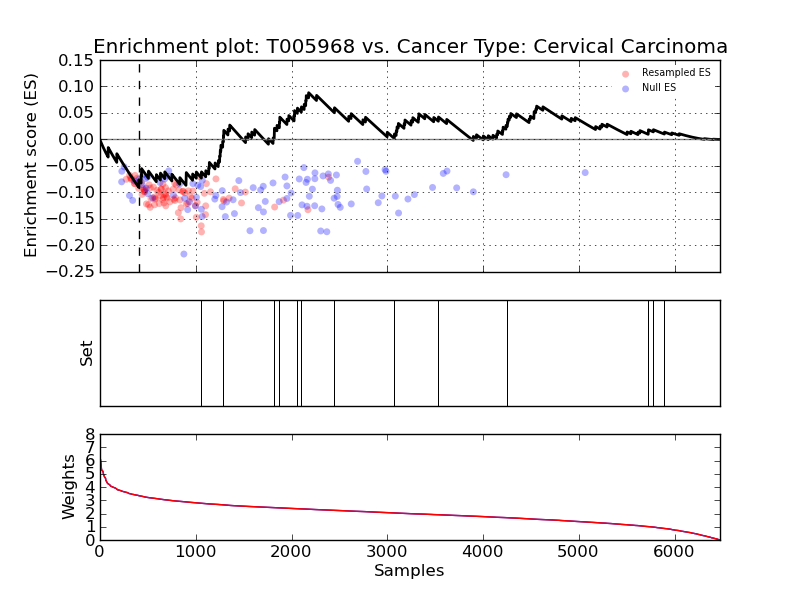 Enrichment plot: T005968 vs. Cancer Type: Cervical Carcinoma
0.15
0.10
0.05
0.00
−0.05
−0.10
−0.15
−0.20
−0.25
Enrichment score (ES)
Resampled ES
Null ES
Set
8
7
6
5
4
3
2
1
0
Weights
0 1000 2000 3000 4000 5000 6000
Samples